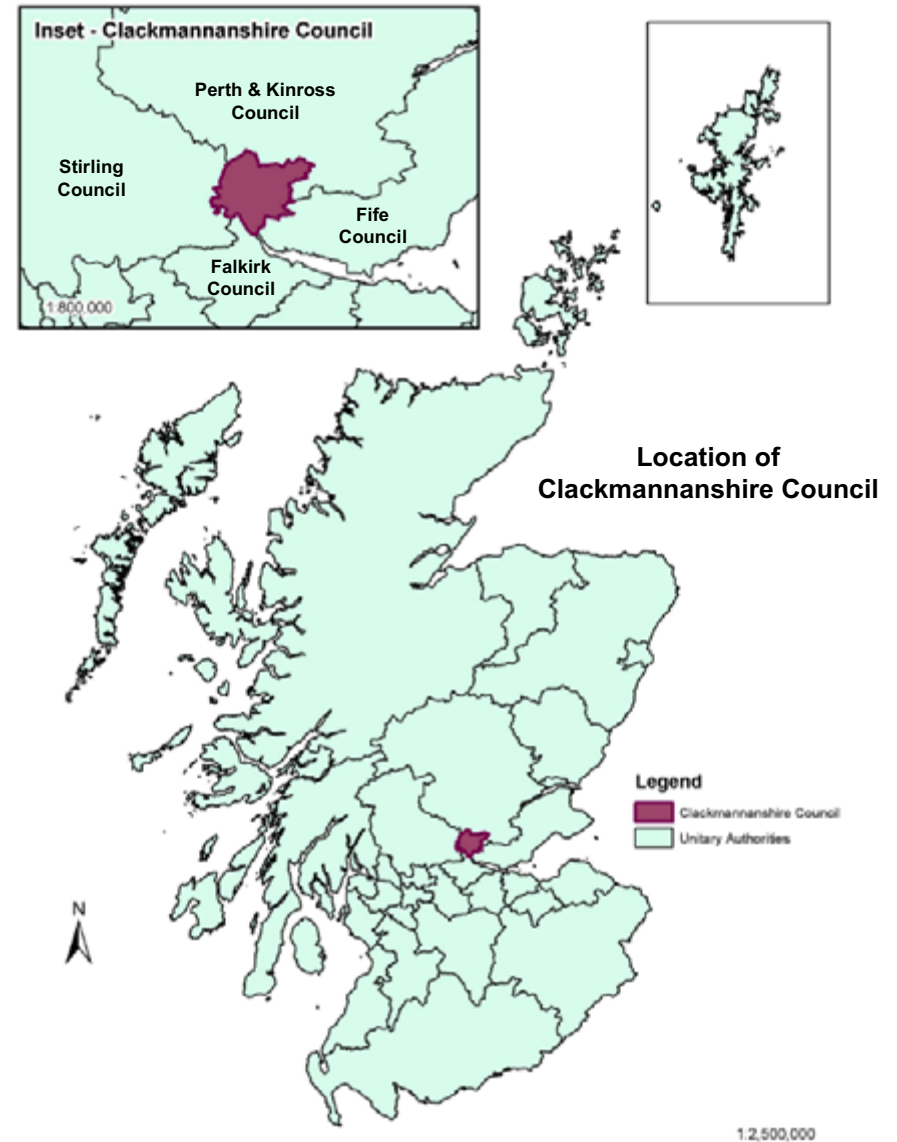 Inset - Clackmannanshire Council
Perth & Kinross
Council
Stirling
Council
Fife
Council
Falkirk
Council
1:800,000
Location of
Clackmannanshire Council
Legend
Clackmannanshire Council
Unitary Authorities
N
1:2,500,000